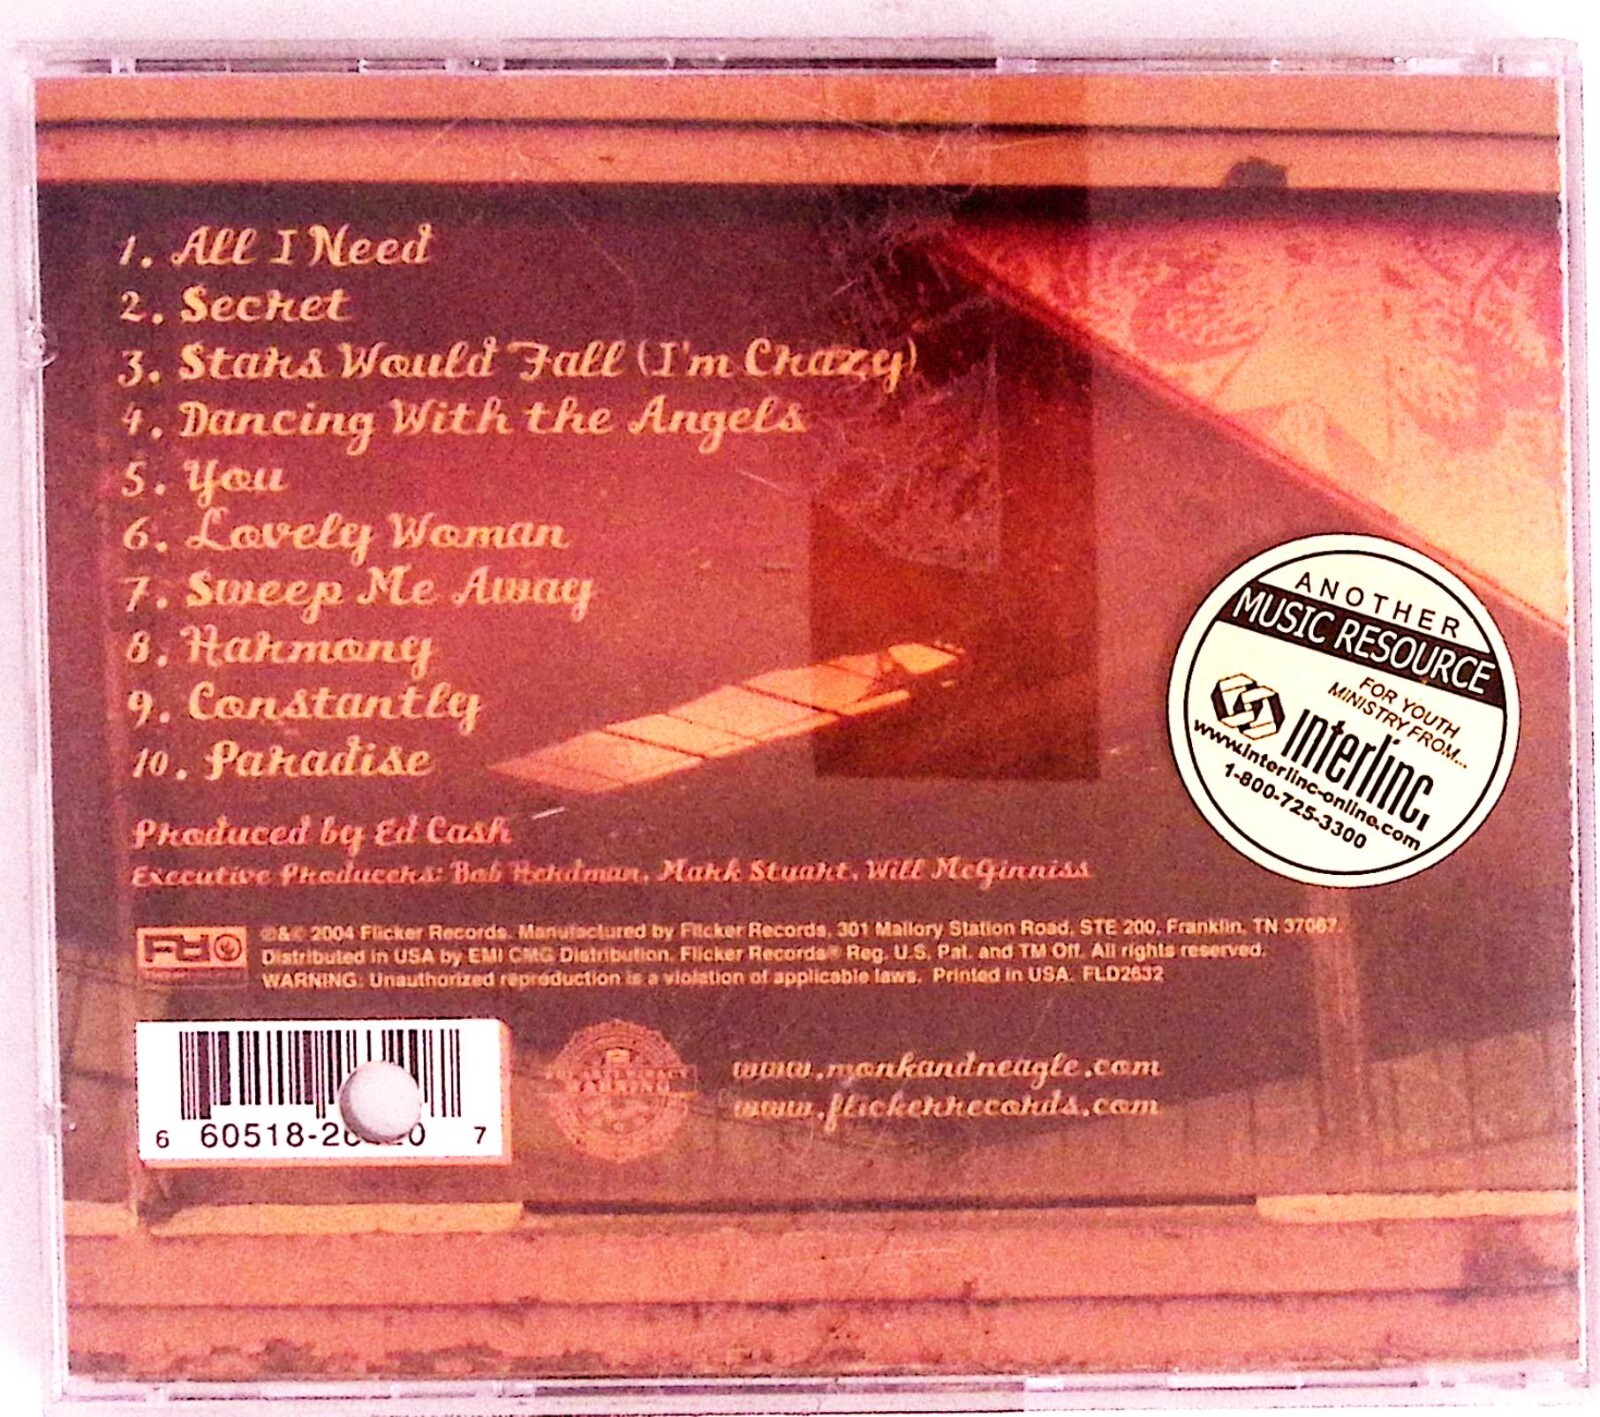 1. All I Need
2. Secret
3. Stars Would Fall (I'm Crazy)
4. Dancing With the Angels
5. You
6. Lovely Woman
7. Sweep Me Away
8. Harmony
9. Constantly
10. Paradise
Produced by Ed Cash
Executive Producers: Bob Herdman, Mark Stuart, Will McGinniss
℗&© 2004 Flicker Records. Manufactured by Flicker Records, 301 Mallory Station Road, STE 200, Franklin, TN 37067.
Distributed in USA by EMI CMG Distribution. Flicker Records® Reg. U.S. Pat. and TM Off. All rights reserved.
WARNING: Unauthorized reproduction is a violation of applicable laws. Printed in USA. FLD2632
6 60518-26 20 7
www.monkandneagle.com
www.flickerrecords.com
ANOTHER
MUSIC RESOURCE
FOR YOUTH
MINISTRY FROM...
interlinc.
www.interlinc-online.com
1-800-725-3300